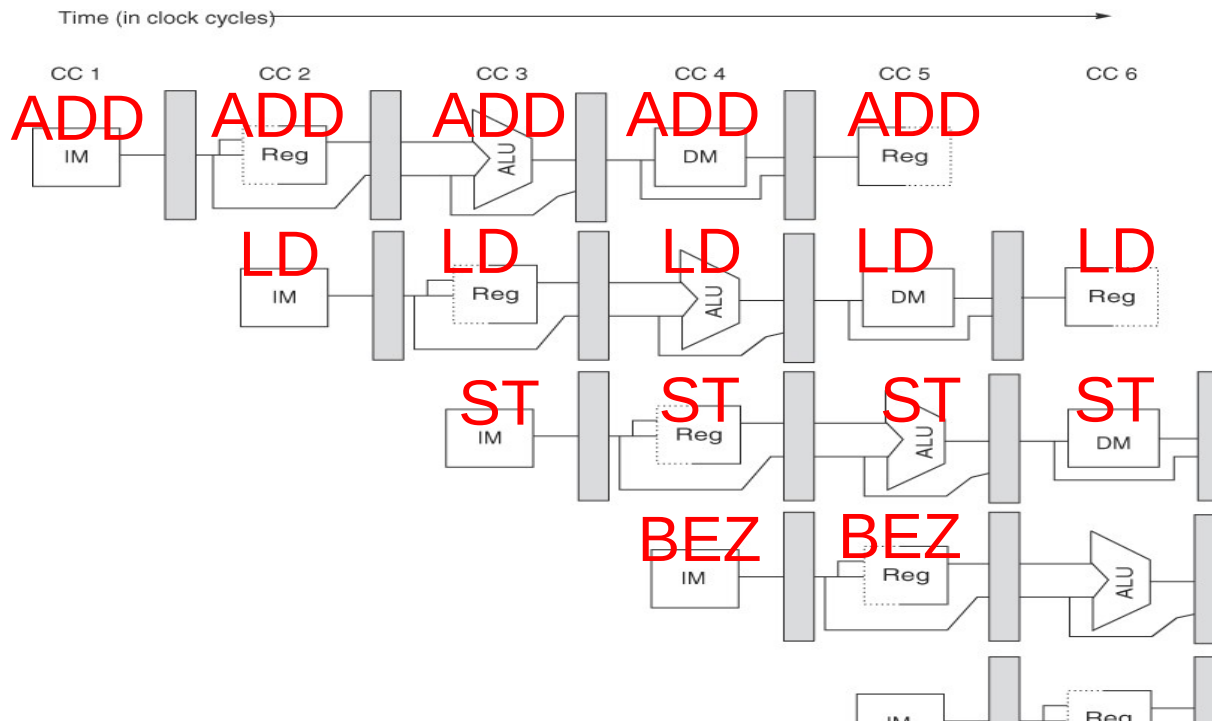 Time (in clock cycles)
CC 1 CC 2 CC 3 CC 4 CC 5 CC 6
ADD ADD ADD ADD ADD
IM Reg ALU DM Reg
LD LD LD LD LD
IM Reg ALU DM Reg
ST ST ST ST
IM Reg ALU DM
BEZ BEZ
IM Reg ALU
IM Reg